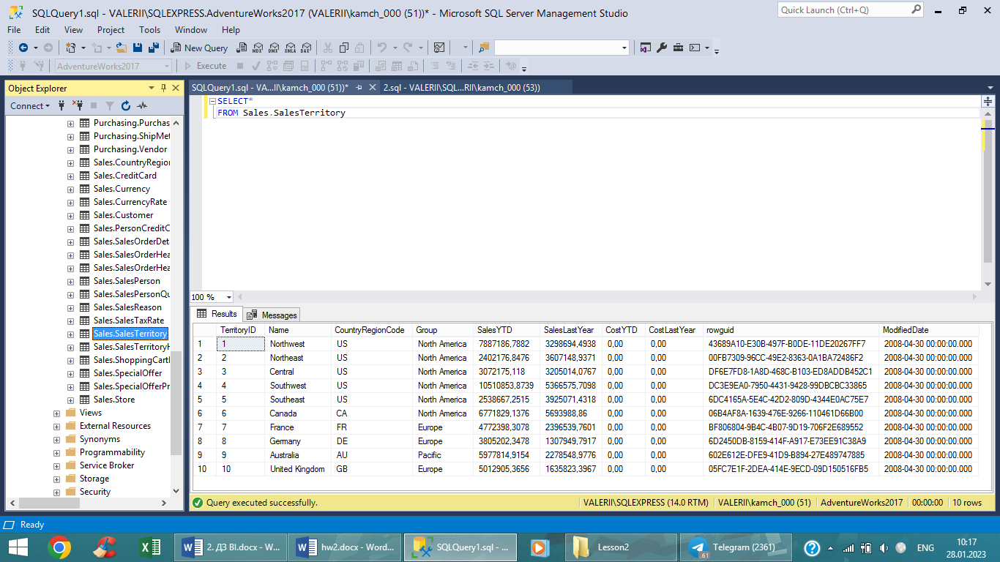 SQLQuery1.sql - VALERII\SQLEXPRESS.AdventureWorks2017 (VALERII\kamch_000 (51))* - Microsoft SQL Server Management Studio
Quick Launch (Ctrl+Q)
File Edit View Project Tools Window Help
New Query MDX DMX XMLA DAX
AdventureWorks2017 Execute
Object Explorer
Connect
Purchasing.Purchas
Purchasing.ShipMet
Purchasing.Vendor
Sales.CountryRegion
Sales.CreditCard
Sales.Currency
Sales.CurrencyRate
Sales.Customer
Sales.PersonCreditC
Sales.SalesOrderDet
Sales.SalesOrderHea
Sales.SalesOrderHea
Sales.SalesPerson
Sales.SalesPersonQu
Sales.SalesReason
Sales.SalesTaxRate
Sales.SalesTerritory
Sales.SalesTerritoryH
Sales.ShoppingCartI
Sales.SpecialOffer
Sales.SpecialOfferPr
Sales.Store
Views
External Resources
Synonyms
Programmability
Service Broker
Storage
Security
SQLQuery1.sql - VA...II\kamch_000 (51))* 2.sql - VALERII\SQL...RII\kamch_000 (53))
SELECT*
FROM Sales.SalesTerritory
100 %
Results Messages
TerritoryID Name CountryRegionCode Group SalesYTD SalesLastYear CostYTD CostLastYear rowguid ModifiedDate
1 1 Northwest US North America 7887186,7882 3298694,4938 0,00 0,00 43689A10-E30B-497F-B0DE-11DE20267FF7 2008-04-30 00:00:00.000
2 2 Northeast US North America 2402176,8476 3607148,9371 0,00 0,00 00FB7309-96CC-49E2-8363-0A1BA72486F2 2008-04-30 00:00:00.000
3 3 Central US North America 3072175,118 3205014,0767 0,00 0,00 DF6E7FD8-1A8D-468C-B103-ED8ADDB452C1 2008-04-30 00:00:00.000
4 4 Southwest US North America 10510853,8739 5366575,7098 0,00 0,00 DC3E9EA0-7950-4431-9428-99DBCBC33865 2008-04-30 00:00:00.000
5 5 Southeast US North America 2538667,2515 3925071,4318 0,00 0,00 6DC4165A-5E4C-42D2-809D-4344E0AC75E7 2008-04-30 00:00:00.000
6 6 Canada CA North America 6771829,1376 5693988,86 0,00 0,00 06B4AF8A-1639-476E-9266-110461D66B00 2008-04-30 00:00:00.000
7 7 France FR Europe 4772398,3078 2396539,7601 0,00 0,00 BF806804-9B4C-4B07-9D19-706F2E689552 2008-04-30 00:00:00.000
8 8 Germany DE Europe 3805202,3478 1307949,7917 0,00 0,00 6D2450DB-8159-414F-A917-E73EE91C38A9 2008-04-30 00:00:00.000
9 9 Australia AU Pacific 5977814,9154 2278548,9776 0,00 0,00 602E612E-DFE9-41D9-B894-27E489747885 2008-04-30 00:00:00.000
10 10 United Kingdom GB Europe 5012905,3656 1635823,3967 0,00 0,00 05FC7E1F-2DEA-414E-9ECD-09D150516FB5 2008-04-30 00:00:00.000
Query executed successfully. VALERII\SQLEXPRESS (14.0 RTM) VALERII\kamch_000 (51) AdventureWorks2017 00:00:00 10 rows
Ready
2. ДЗ BI.docx - W... hw2.docx - Word... SQLQuery1.sql - ... Lesson2 .61 Telegram (2361) ENG 10:17
28.01.2023